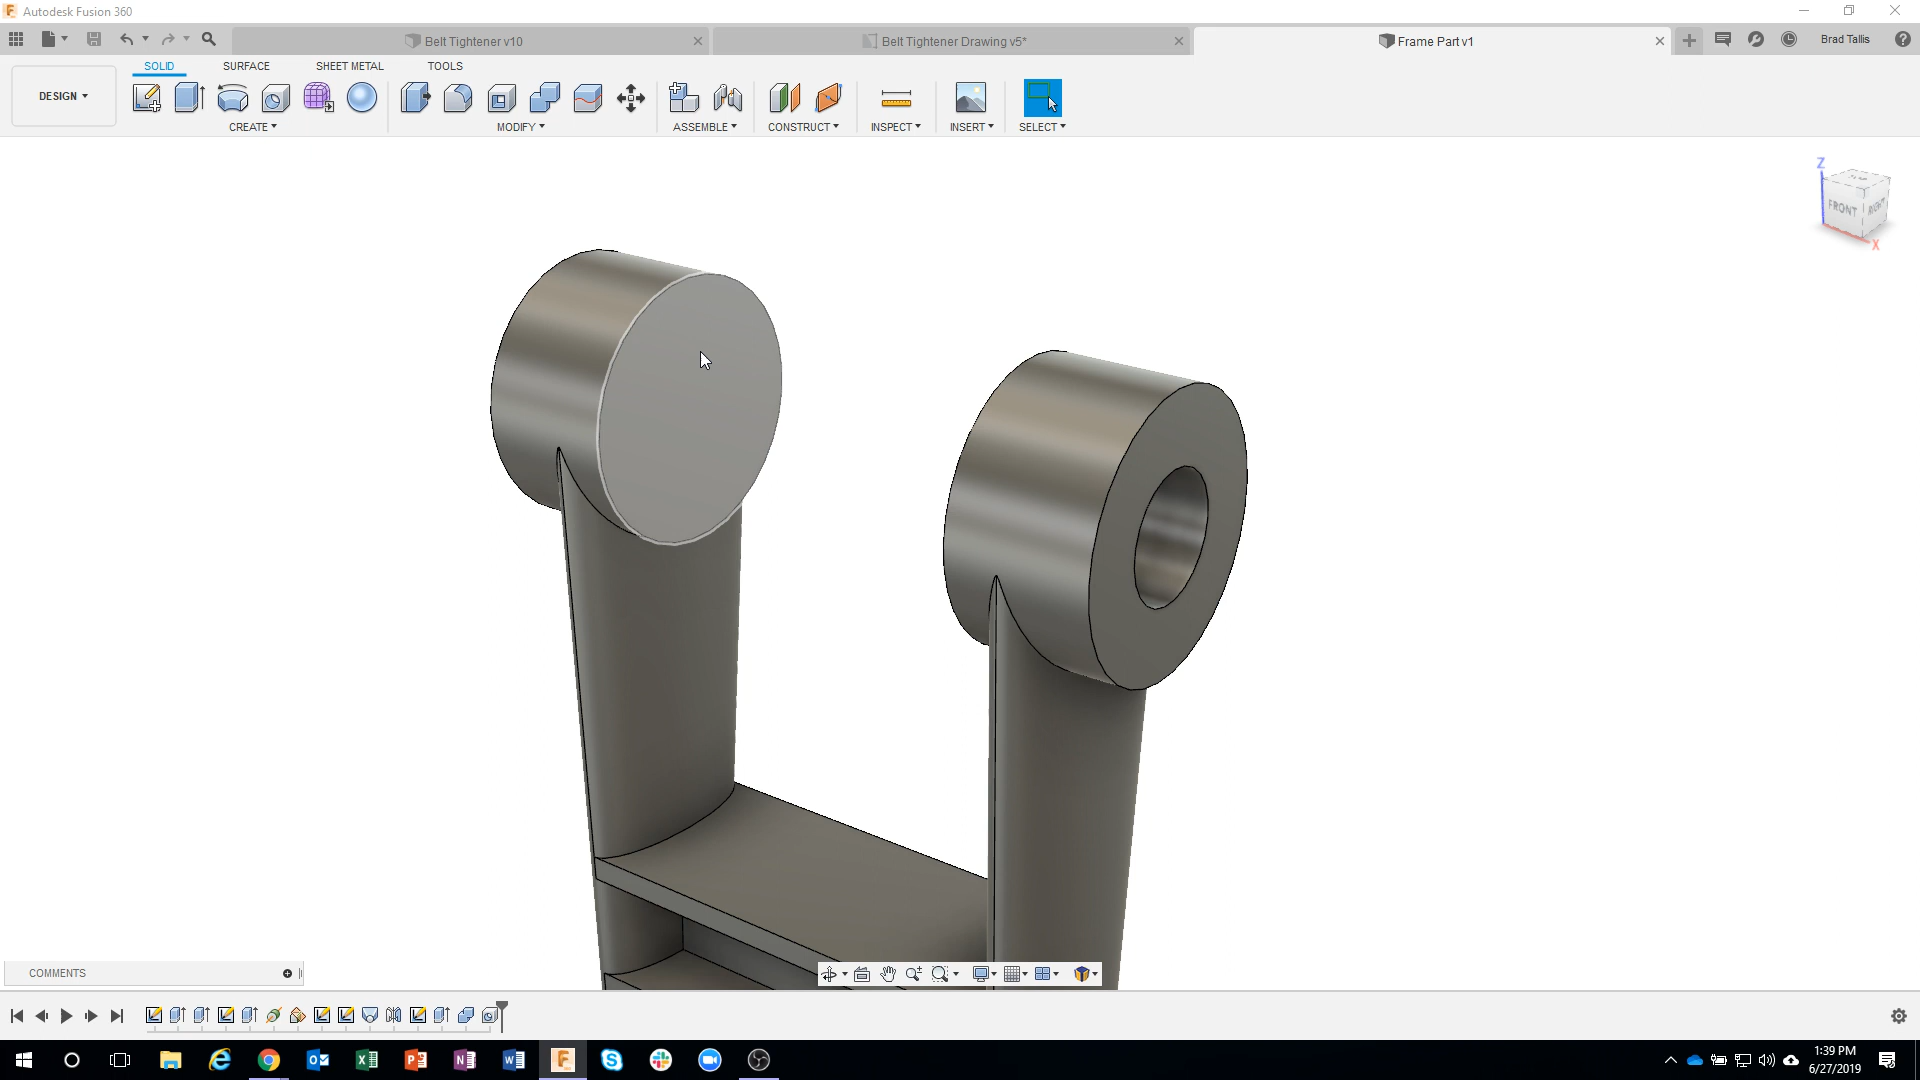 Autodesk Fusion 360
Belt Tightener v10
Belt Tightener Drawing v5*
Frame Part v1
Brad Tallis
DESIGN
SOLID
SURFACE
SHEET METAL
TOOLS
CREATE
MODIFY
ASSEMBLE
CONSTRUCT
INSPECT
INSERT
SELECT
Z
FRONT
RIGHT
X
COMMENTS
1:39 PM
6/27/2019